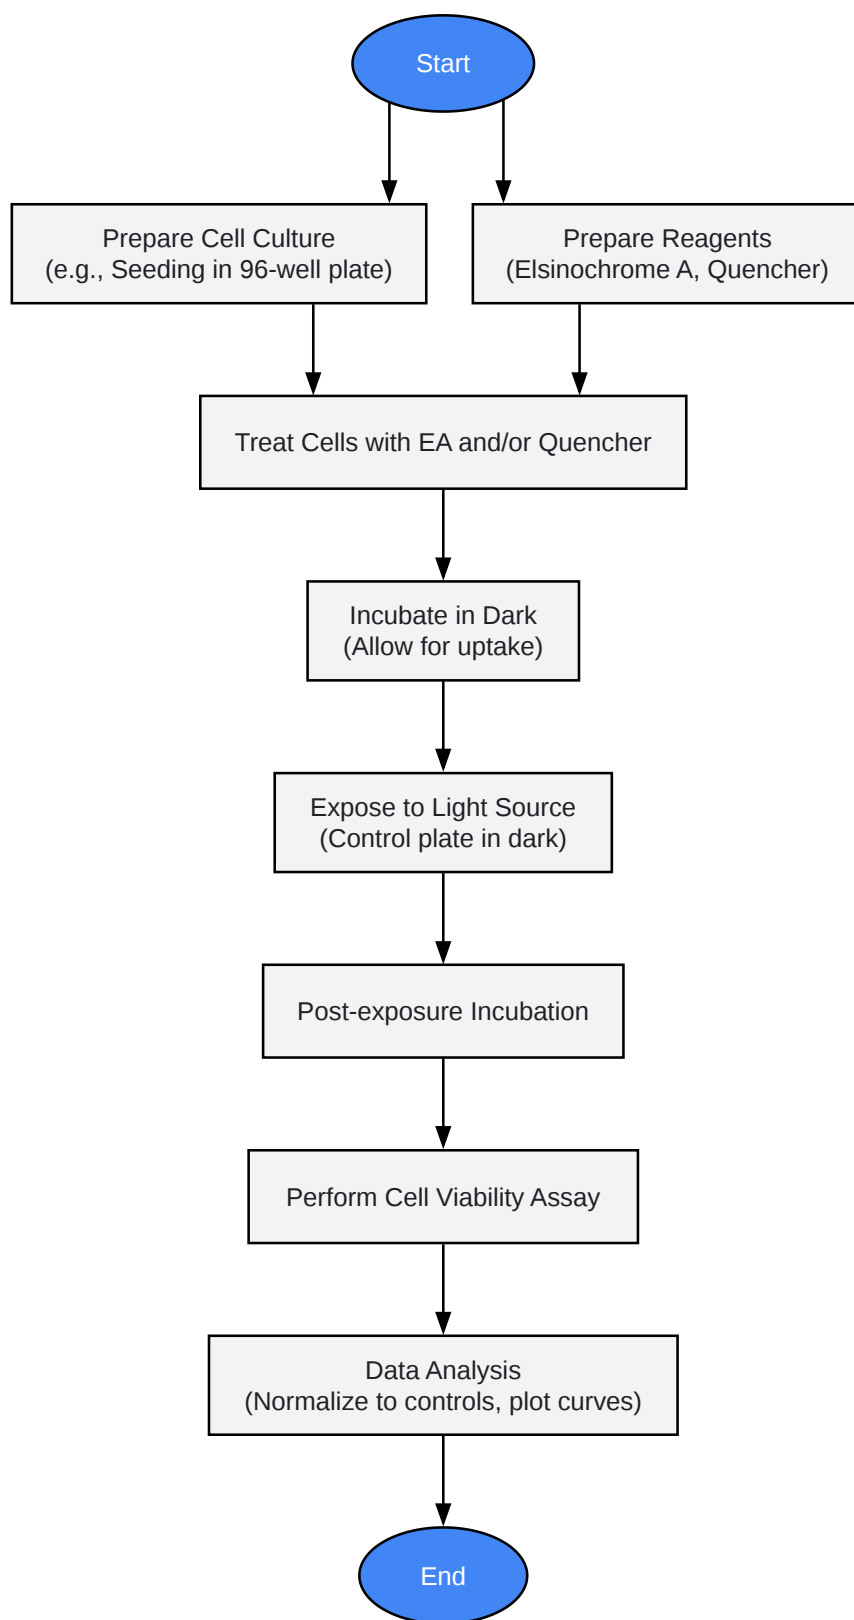 Start
Prepare Cell Culture
(e.g., Seeding in 96-well plate)
Prepare Reagents
(Elsinochrome A, Quencher)
Treat Cells with EA and/or Quencher
Incubate in Dark
(Allow for uptake)
Expose to Light Source
(Control plate in dark)
Post-exposure Incubation
Perform Cell Viability Assay
Data Analysis
(Normalize to controls, plot curves)
End